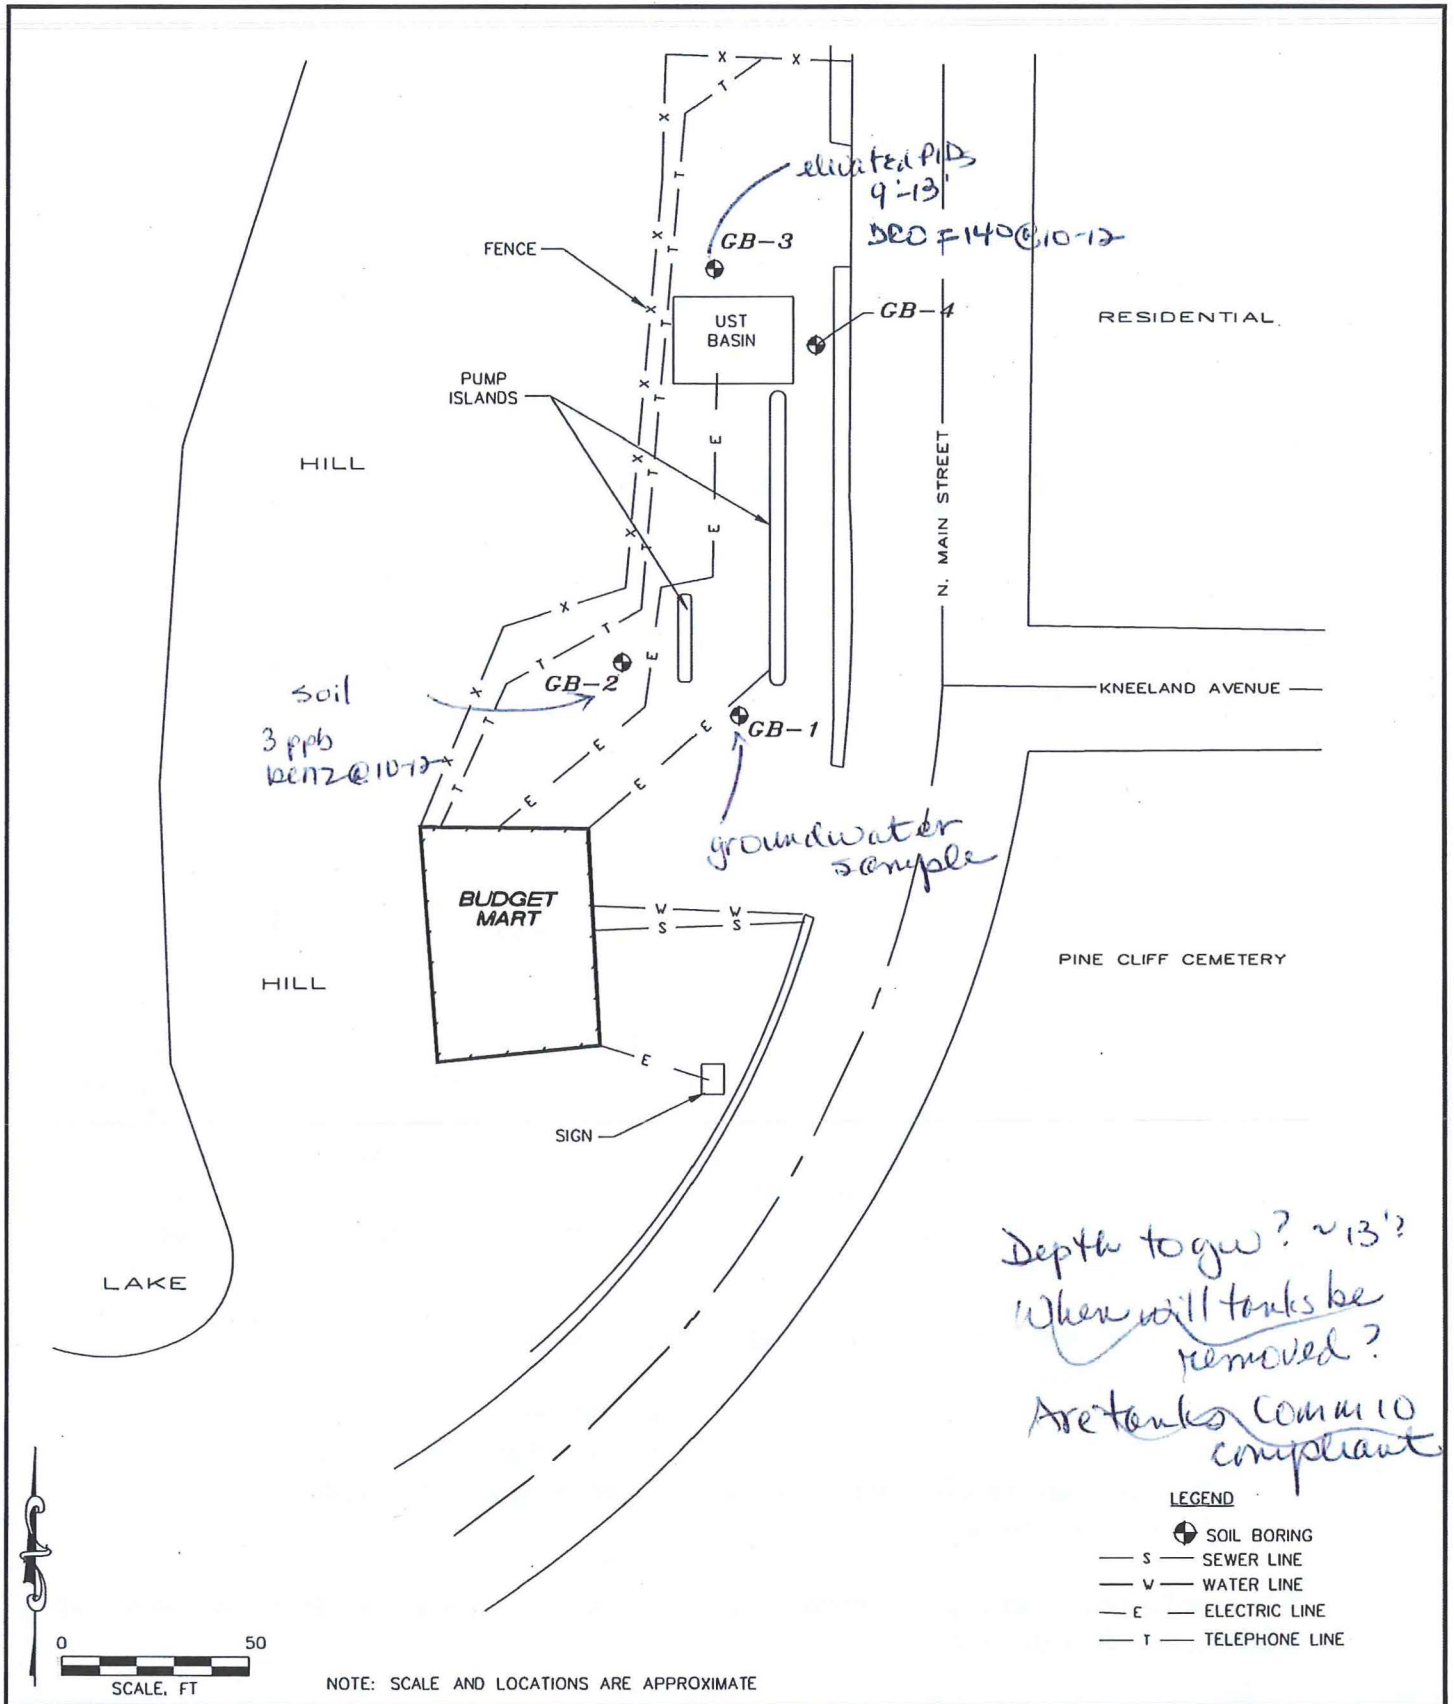 X X
T
X
X
T
elivated PIDs
9'-13'
DRO = 140 @ 10-12
GB-3
FENCE
X
T
X
T
GB-4
UST
BASIN
RESIDENTIAL
PUMP
ISLANDS
X
T
E
HILL
X
T
N. MAIN STREET
E
X
T
X
T
E
soil
3 ppb
benz @ 10-12
X
T
GB-2
KNEELAND AVENUE
GB-1
E
E
X
T
E
E
groundwater
sample
BUDGET
MART
W W
S S
PINE CLIFF CEMETERY
HILL
E
SIGN
LAKE
Depth to gw? ~13'?
When will tanks be
removed?
Are tanks Comm 10
compliant
LEGEND
SOIL BORING
S SEWER LINE
W WATER LINE
E ELECTRIC LINE
T TELEPHONE LINE
0 50
SCALE, FT
NOTE: SCALE AND LOCATIONS ARE APPROXIMATE